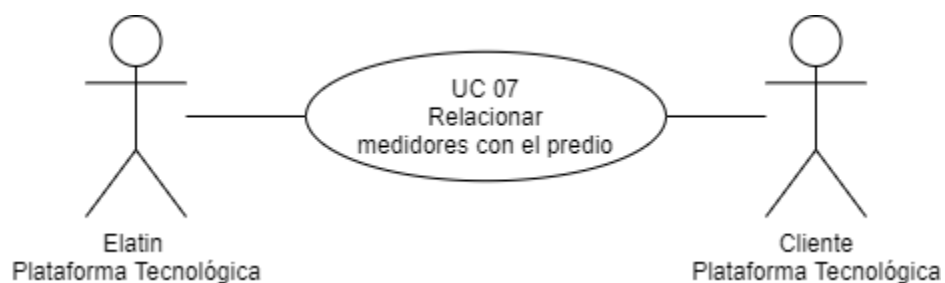 UC 07
Relacionar
medidores con el predio
Elatin
Plataforma Tecnológica
Cliente
Plataforma Tecnológica